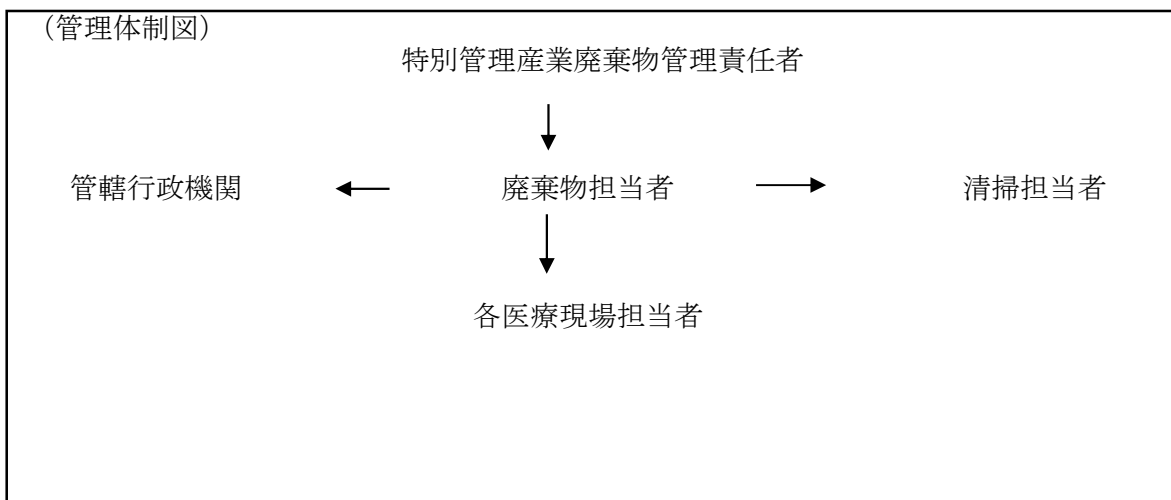 （管理体制図）
特別管理産業廃棄物管理責任者
管轄行政機関 廃棄物担当者 清掃担当者
各医療現場担当者